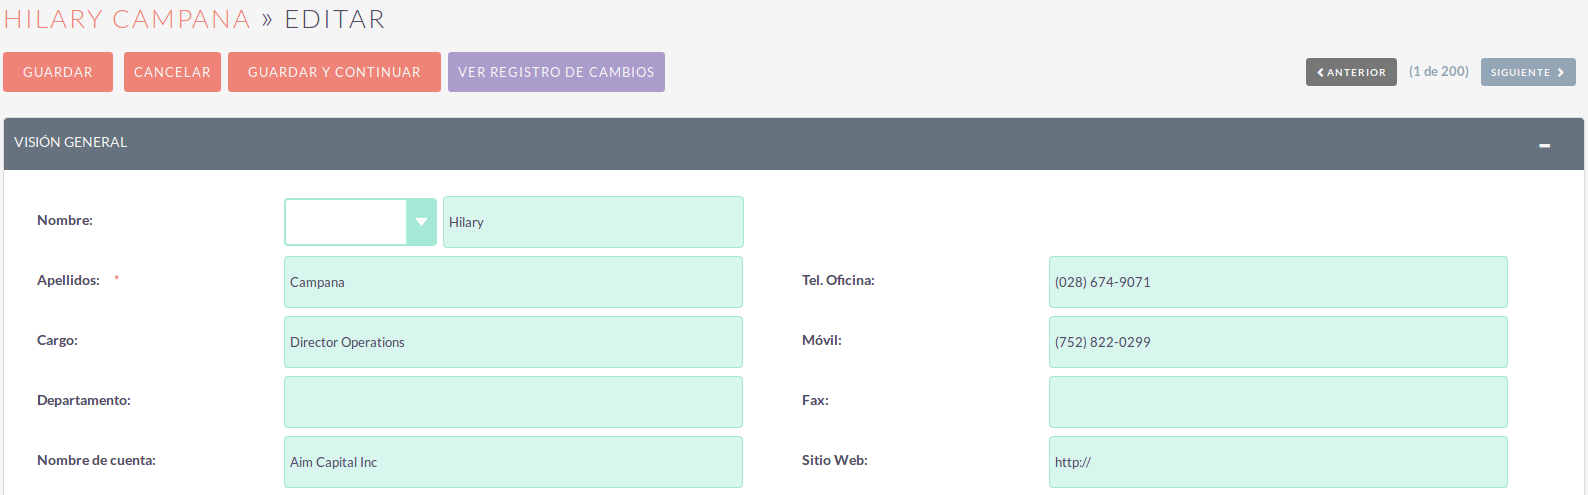 HILARY CAMPANA » EDITAR
GUARDAR CANCELAR GUARDAR Y CONTINUAR VER REGISTRO DE CAMBIOS ANTERIOR (1 de 200) SIGUIENTE
VISIÓN GENERAL
Nombre: Hilary
Apellidos: * Campana Tel. Oficina: (028) 674-9071
Cargo: Director Operations Móvil: (752) 822-0299
Departamento: Fax:
Nombre de cuenta: Aim Capital Inc Sitio Web: http://